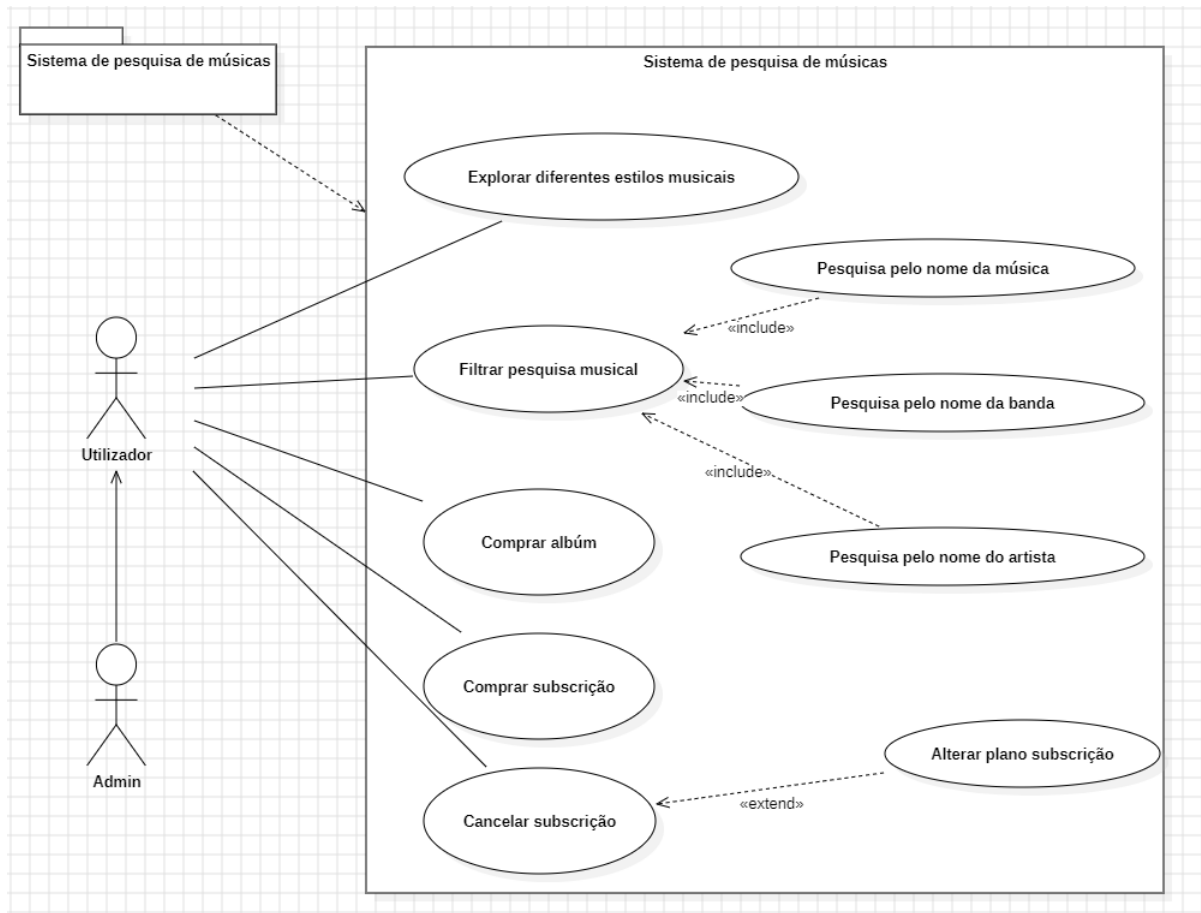 Sistema de pesquisa de músicas
Sistema de pesquisa de músicas
Explorar diferentes estilos musicais
Pesquisa pelo nome da música
«include»
Filtrar pesquisa musical
«include»
Pesquisa pelo nome da banda
Utilizador
«include»
Comprar albúm
Pesquisa pelo nome do artista
Comprar subscrição
Alterar plano subscrição
Admin
«extend»
Cancelar subscrição